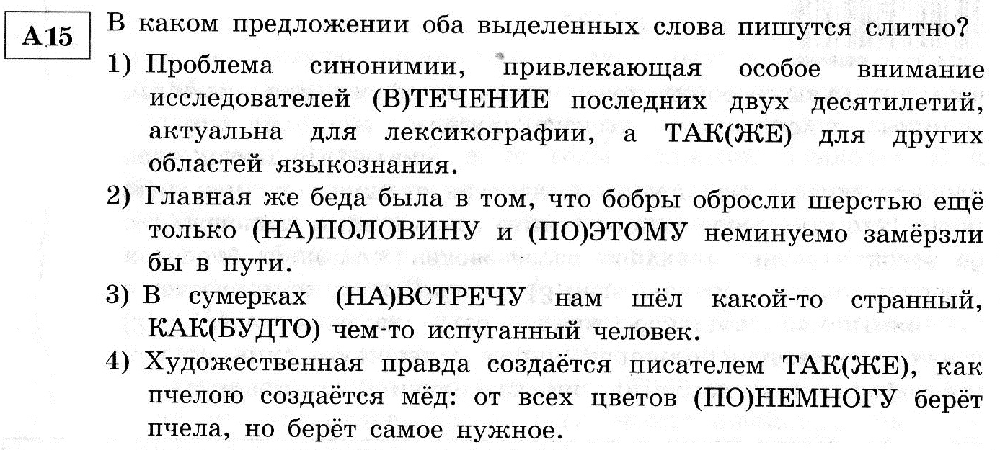 А15
В каком предложении оба выделенных слова пишутся слитно?
1) Проблема синонимии, привлекающая особое внимание
исследователей (В)ТЕЧЕНИЕ последних двух десятилетий,
актуальна для лексикографии, а ТАК(ЖЕ) для других
областей языкознания.
2) Главная же беда была в том, что бобры обросли шерстью ещё
только (НА)ПОЛОВИНУ и (ПО)ЭТОМУ неминуемо замёрзли
бы в пути.
3) В сумерках (НА)ВСТРЕЧУ нам шёл какой-то странный,
КАК(БУДТО) чем-то испуганный человек.
4) Художественная правда создаётся писателем ТАК(ЖЕ), как
пчелою создаётся мёд: от всех цветов (ПО)НЕМНОГУ берёт
пчела, но берёт самое нужное.